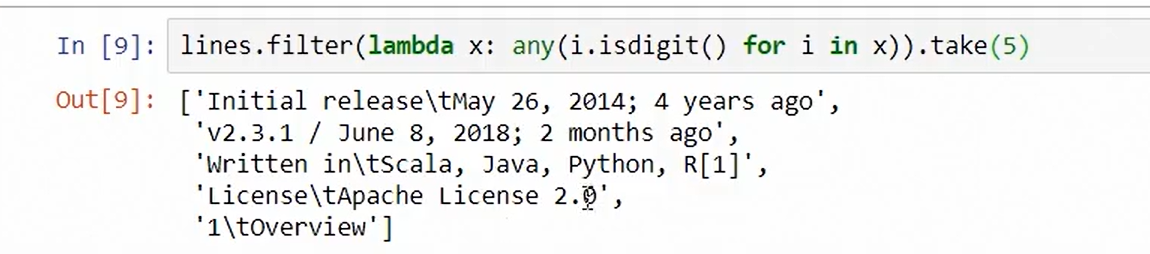 In [9]: lines.filter(lambda x: any(i.isdigit() for i in x)).take(5)
Out[9]: ['Initial release\tMay 26, 2014; 4 years ago',
'v2.3.1 / June 8, 2018; 2 months ago',
'Written in\tScala, Java, Python, R[1]',
'License\tApache License 2.0',
'1\tOverview']